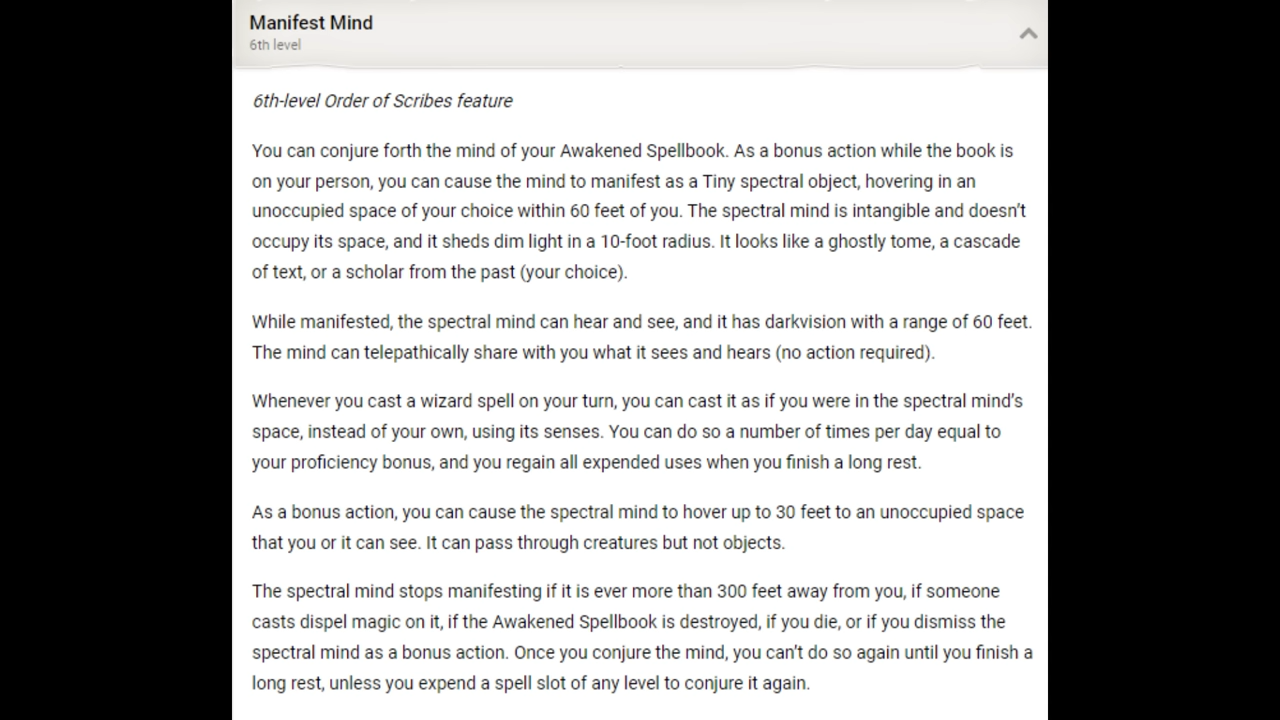 Manifest Mind
6th level
6th-level Order of Scribes feature
You can conjure forth the mind of your Awakened Spellbook. As a bonus action while the book is
on your person, you can cause the mind to manifest as a Tiny spectral object, hovering in an
unoccupied space of your choice within 60 feet of you. The spectral mind is intangible and doesn't
occupy its space, and it sheds dim light in a 10-foot radius. It looks like a ghostly tome, a cascade
of text, or a scholar from the past (your choice).
While manifested, the spectral mind can hear and see, and it has darkvision with a range of 60 feet.
The mind can telepathically share with you what it sees and hears (no action required).
Whenever you cast a wizard spell on your turn, you can cast it as if you were in the spectral mind's
space, instead of your own, using its senses. You can do so a number of times per day equal to
your proficiency bonus, and you regain all expended uses when you finish a long rest.
As a bonus action, you can cause the spectral mind to hover up to 30 feet to an unoccupied space
that you or it can see. It can pass through creatures but not objects.
The spectral mind stops manifesting if it is ever more than 300 feet away from you, if someone
casts dispel magic on it, if the Awakened Spellbook is destroyed, if you die, or if you dismiss the
spectral mind as a bonus action. Once you conjure the mind, you can't do so again until you finish a
long rest, unless you expend a spell slot of any level to conjure it again.